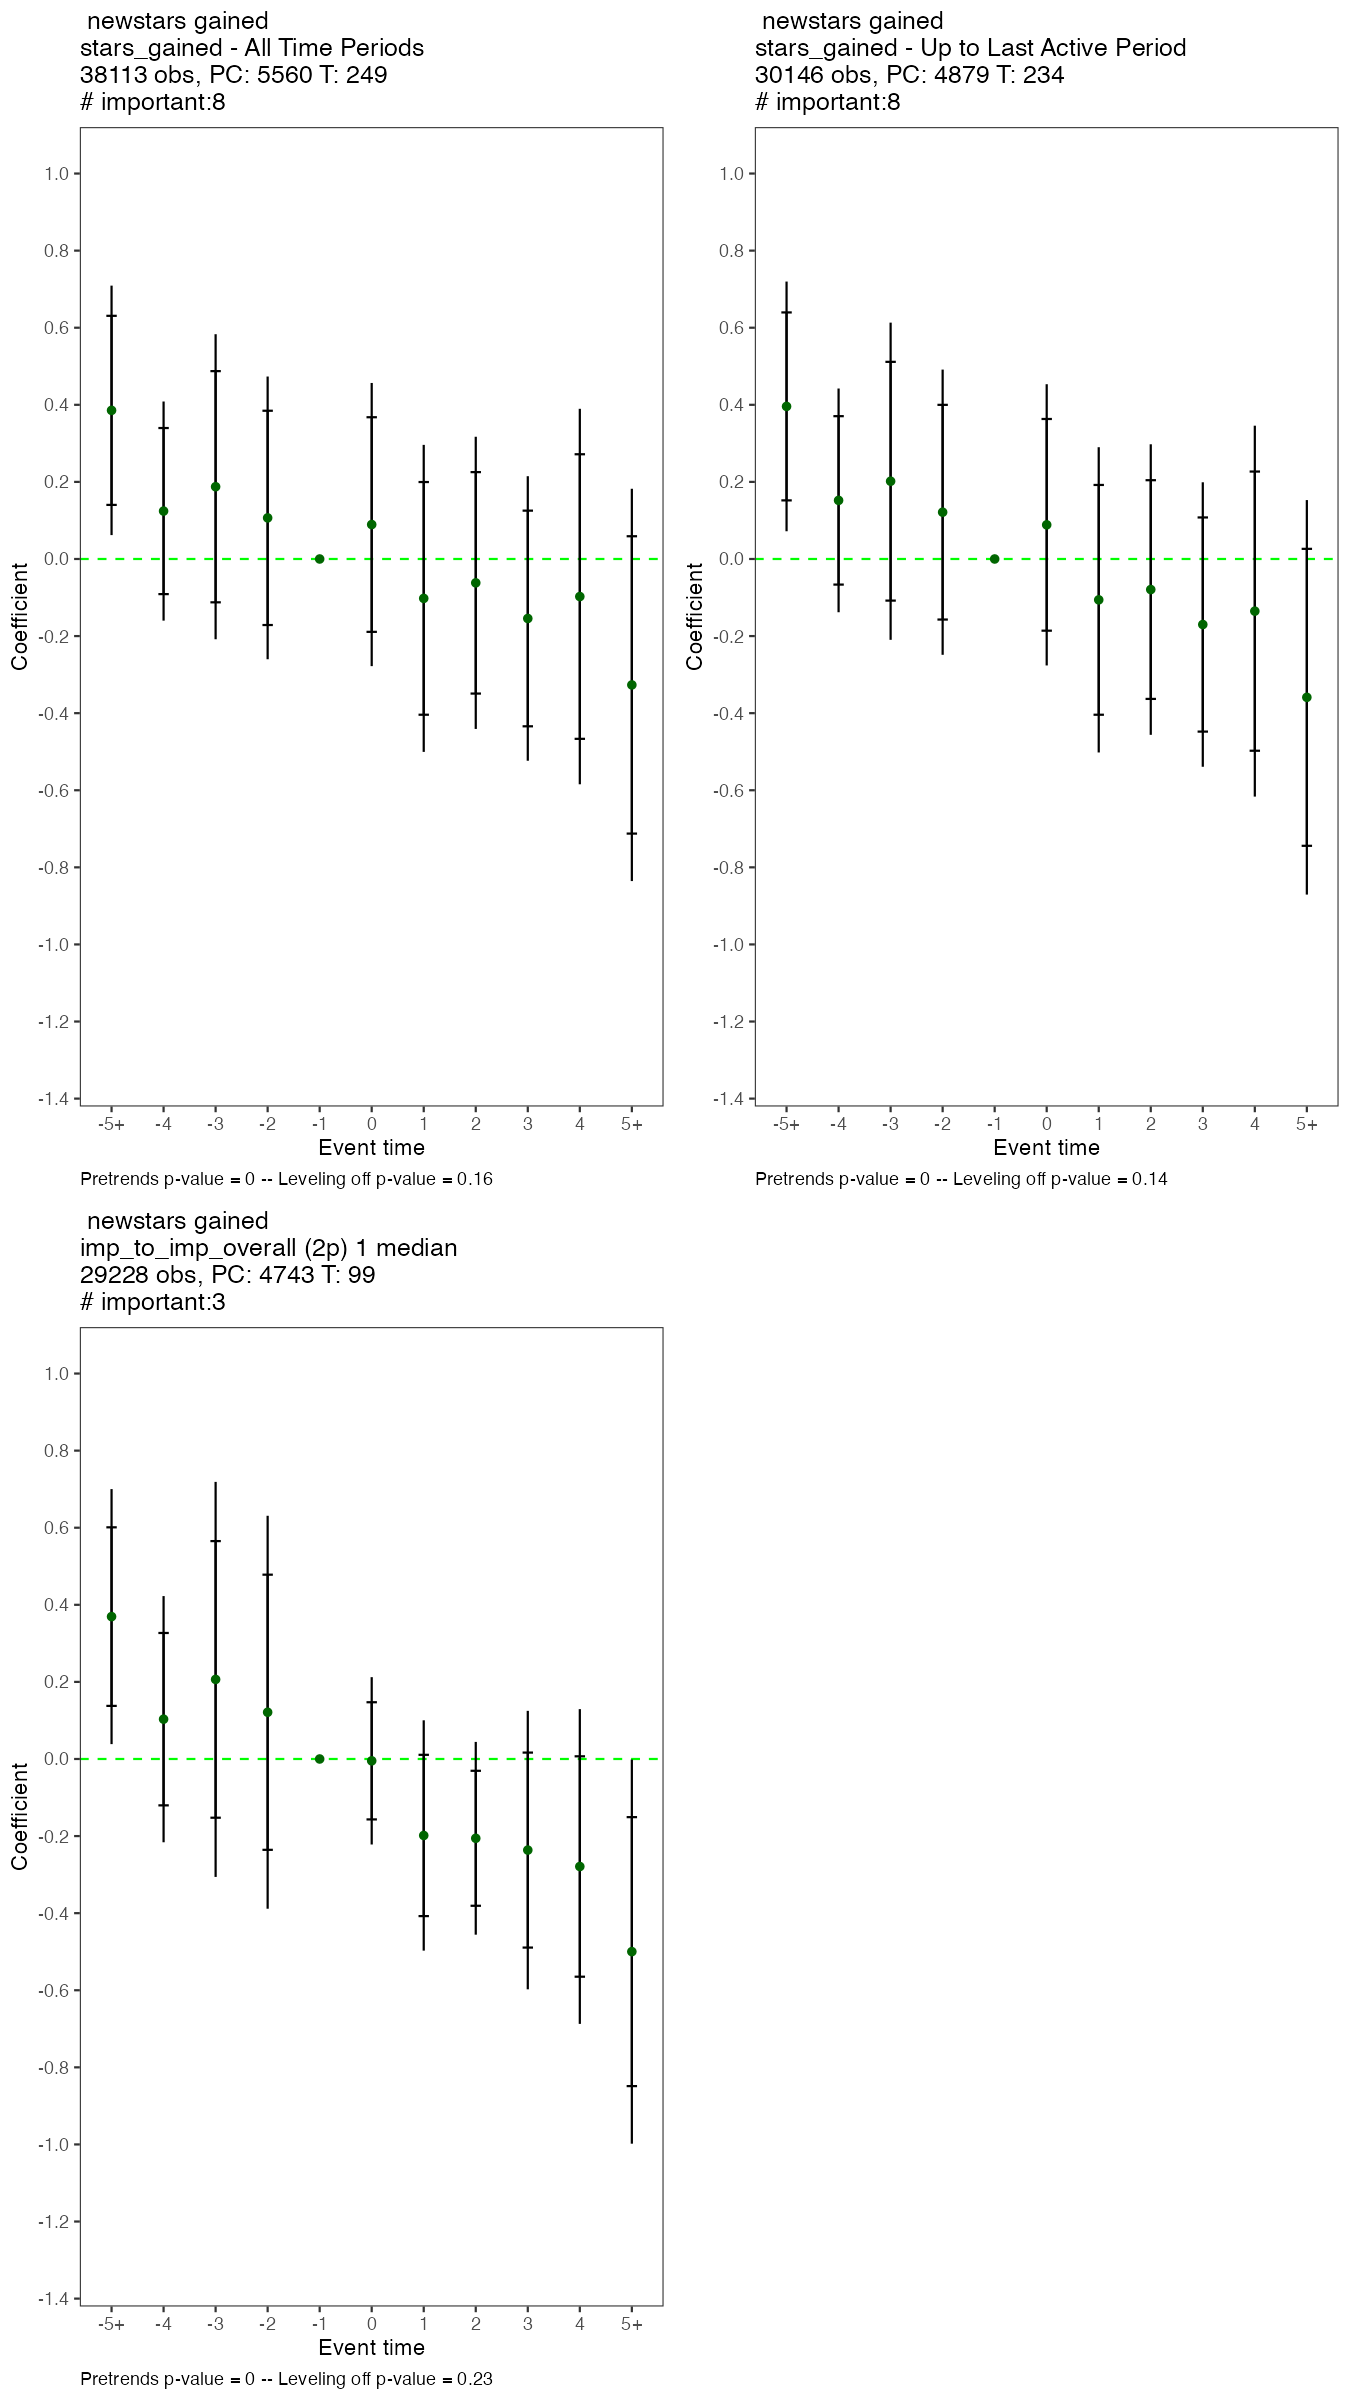 newstars gained
stars_gained - All Time Periods
38113 obs, PC: 5560 T: 249
# important:8
Coefficient
1.0
0.8
0.6
0.4
0.2
0.0
-0.2
-0.4
-0.6
-0.8
-1.0
-1.2
-1.4
-5+ -4 -3 -2 -1 0 1 2 3 4 5+
Event time
Pretrends p-value = 0 -- Leveling off p-value = 0.16
newstars gained
stars_gained - Up to Last Active Period
30146 obs, PC: 4879 T: 234
# important:8
Coefficient
1.0
0.8
0.6
0.4
0.2
0.0
-0.2
-0.4
-0.6
-0.8
-1.0
-1.2
-1.4
-5+ -4 -3 -2 -1 0 1 2 3 4 5+
Event time
Pretrends p-value = 0 -- Leveling off p-value = 0.14
newstars gained
imp_to_imp_overall (2p) 1 median
29228 obs, PC: 4743 T: 99
# important:3
Coefficient
1.0
0.8
0.6
0.4
0.2
0.0
-0.2
-0.4
-0.6
-0.8
-1.0
-1.2
-1.4
-5+ -4 -3 -2 -1 0 1 2 3 4 5+
Event time
Pretrends p-value = 0 -- Leveling off p-value = 0.23